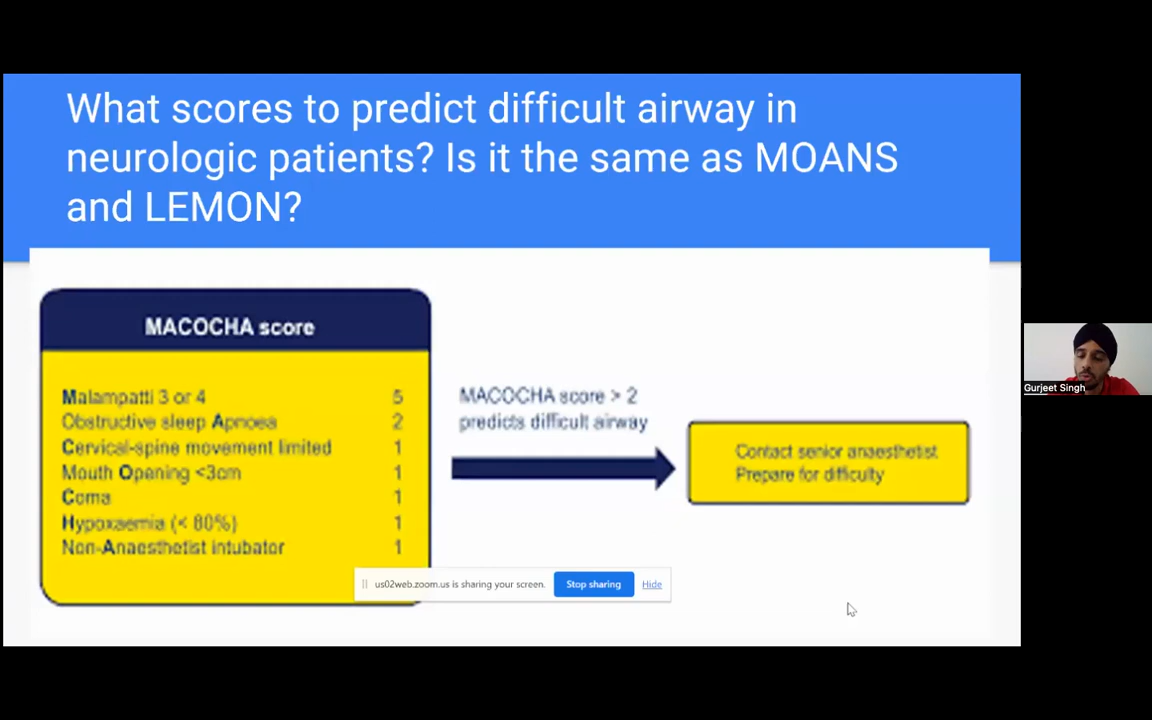 What scores to predict difficult airway in
neurologic patients? Is it the same as MOANS
and LEMON?
MACOCHA score
Malampatti 3 or 4 5
Obstructive sleep Apnoea 2
Cervical-spine movement limited 1
Mouth Opening <3cm 1
Coma 1
Hypoxaemia (< 80%) 1
Non-Anaesthetist intubator 1
MACOCHA score > 2
predicts difficult airway
Contact senior anaesthetist
Prepare for difficulty
us02web.zoom.us is sharing your screen. Stop sharing Hide
Gurjeet Singh